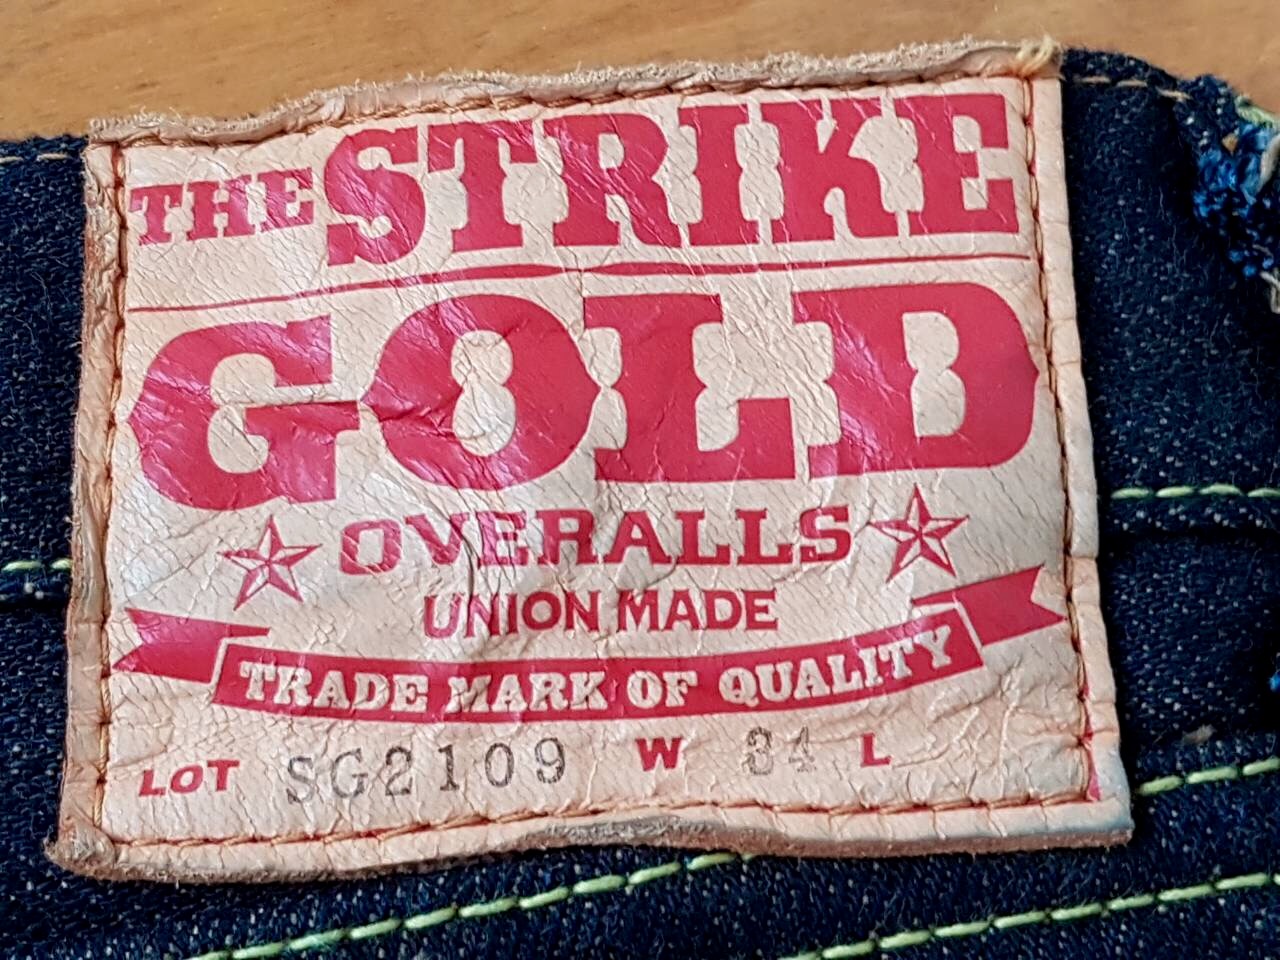 THE STRIKE
GOLD
OVERALLS
UNION MADE
TRADE MARK OF QUALITY
LOT SG2109 W 34 L